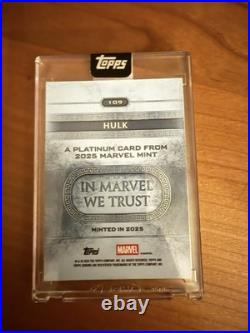 topps
109
HULK
A PLATINUM CARD FROM
2025 MARVEL MINT
IN MARVEL
WE TRUST
MINTED IN 2025
Topps
MARVEL